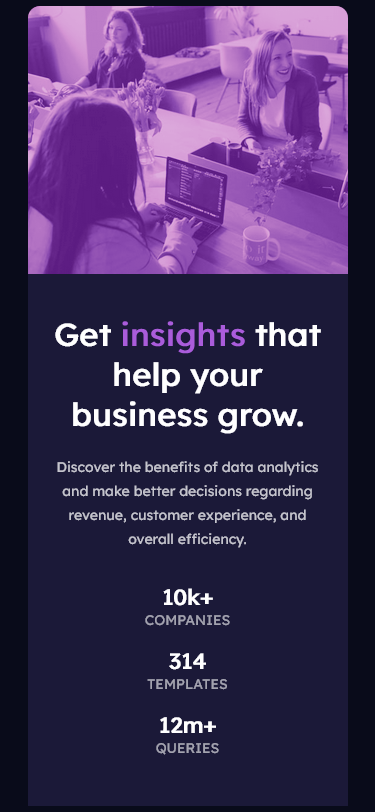 Get insights that
help your
business grow.
Discover the benefits of data analytics
and make better decisions regarding
revenue, customer experience, and
overall efficiency.
10k+
COMPANIES
314
TEMPLATES
12m+
QUERIES